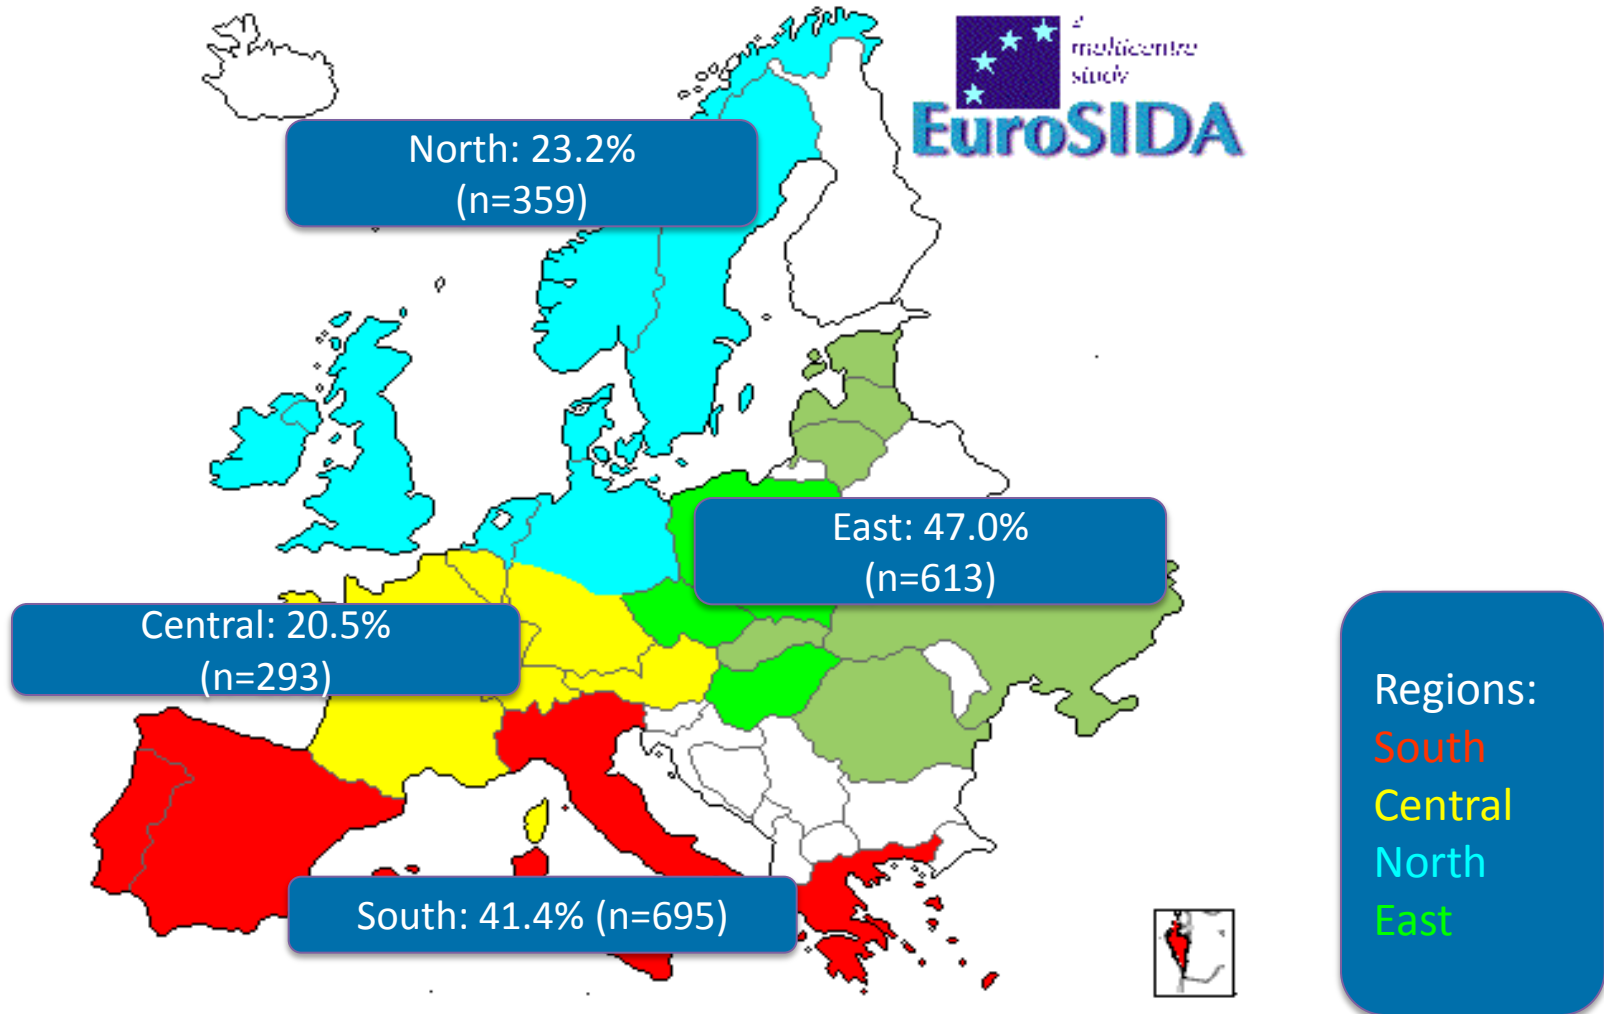 a
multicentre
study
EuroSIDA
North: 23.2%
(n=359)
East: 47.0%
(n=613)
Central: 20.5%
(n=293)
South: 41.4% (n=695)
Regions:
South
Central
North
East